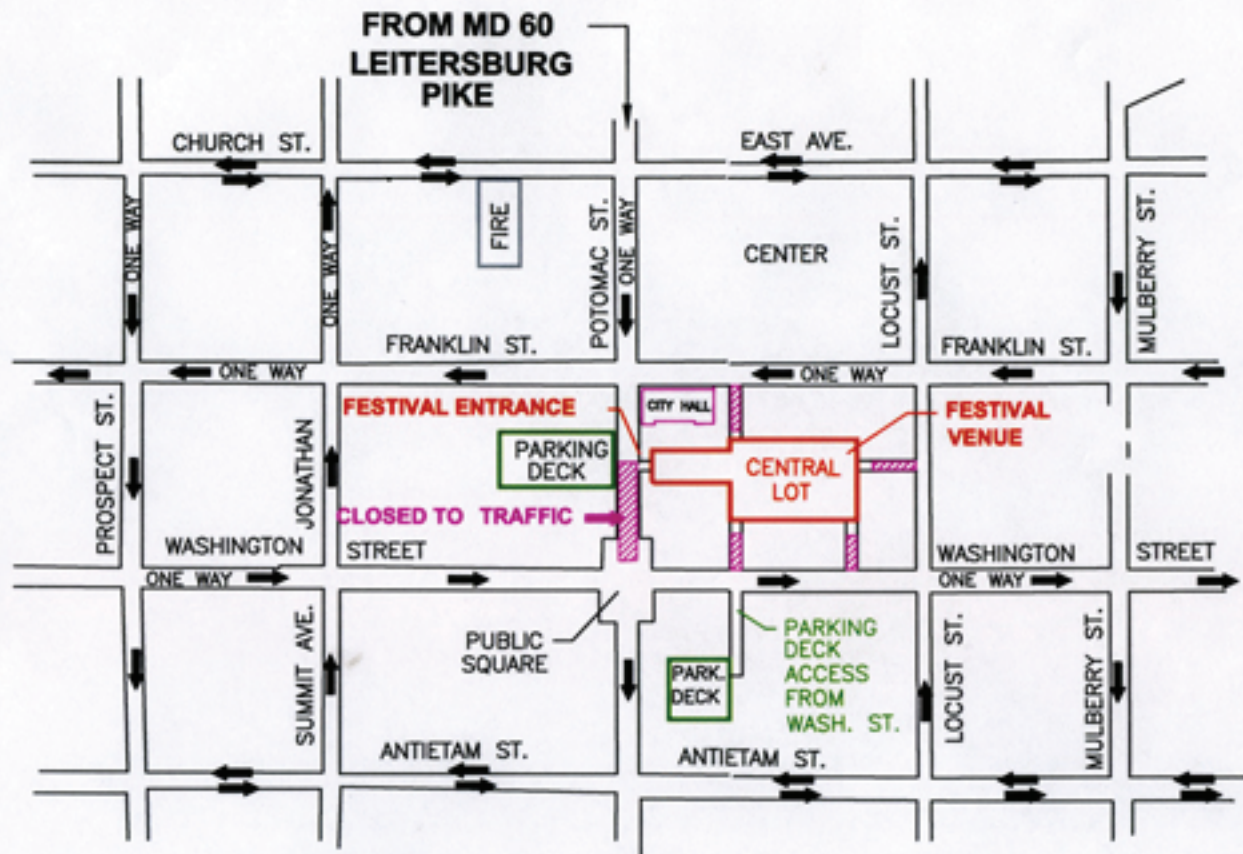 FROM MD 60
LEITERSBURG
PIKE
CHURCH ST.
EAST AVE.
ONE WAY
ONE WAY
FIRE
POTOMAC ST.
ONE WAY
CENTER
LOCUST ST.
MULBERRY ST.
FRANKLIN ST.
FRANKLIN ST.
ONE WAY
ONE WAY
PROSPECT ST.
JONATHAN
FESTIVAL ENTRANCE
CITY HALL
FESTIVAL
VENUE
PARKING
DECK
CENTRAL
LOT
CLOSED TO TRAFFIC
WASHINGTON
STREET
WASHINGTON
STREET
ONE WAY
ONE WAY
SUMMIT AVE.
PUBLIC
SQUARE
PARK.
DECK
PARKING
DECK
ACCESS
FROM
WASH. ST.
LOCUST ST.
MULBERRY ST.
ANTIETAM ST.
ANTIETAM ST.